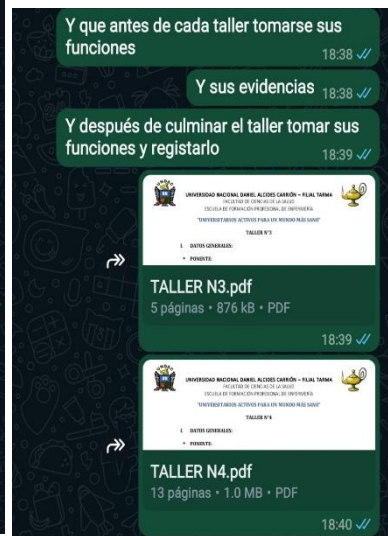 Y que antes de cada taller tomarse sus
funciones
18:38
Y sus evidencias
18:38
Y después de culminar el taller tomar sus
funciones y registarlo
18:39
UNIVERSIDAD NACIONAL DANIEL ALCIDES CARRIÓN – FILIAL TARMA
FACULTAD DE CIENCIAS DE LA SALUD
ESCUELA DE FORMACIÓN PROFESIONAL DE ENFERMERÍA
"UNIVERSITARIOS ACTIVOS PARA UN MUNDO MÁS SANO"
TALLER N°3
I. DATOS GENERALES:
• PONENTE:
TALLER N3.pdf
5 páginas • 876 kB • PDF
18:39
UNIVERSIDAD NACIONAL DANIEL ALCIDES CARRIÓN – FILIAL TARMA
FACULTAD DE CIENCIAS DE LA SALUD
ESCUELA DE FORMACIÓN PROFESIONAL DE ENFERMERÍA
"UNIVERSITARIOS ACTIVOS PARA UN MUNDO MÁS SANO"
TALLER N°4
I. DATOS GENERALES:
• PONENTE:
TALLER N4.pdf
13 páginas • 1.0 MB • PDF
18:40